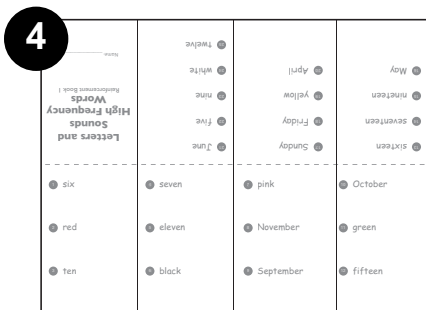 4
Letters and
Sounds
High Frequency
Words
Reinforcement Book 1
Name
June
five
nine
white
twelve
Sunday
Friday
yellow
April
sixteen
seventeen
nineteen
May
six
red
ten
seven
eleven
black
pink
November
September
October
green
fifteen